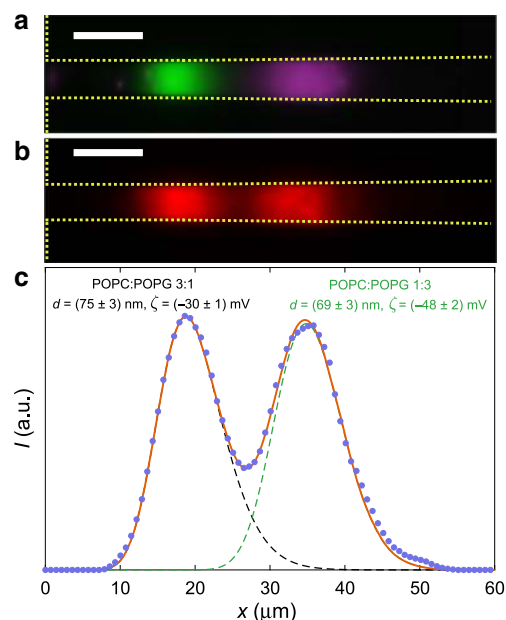 a
b
c
POPC:POPG 3:1
d = (75 ± 3) nm, ζ = (−30 ± 1) mV
POPC:POPG 1:3
d = (69 ± 3) nm, ζ = (−48 ± 2) mV
I (a.u.)
0 10 20 30 40 50 60
x (μm)